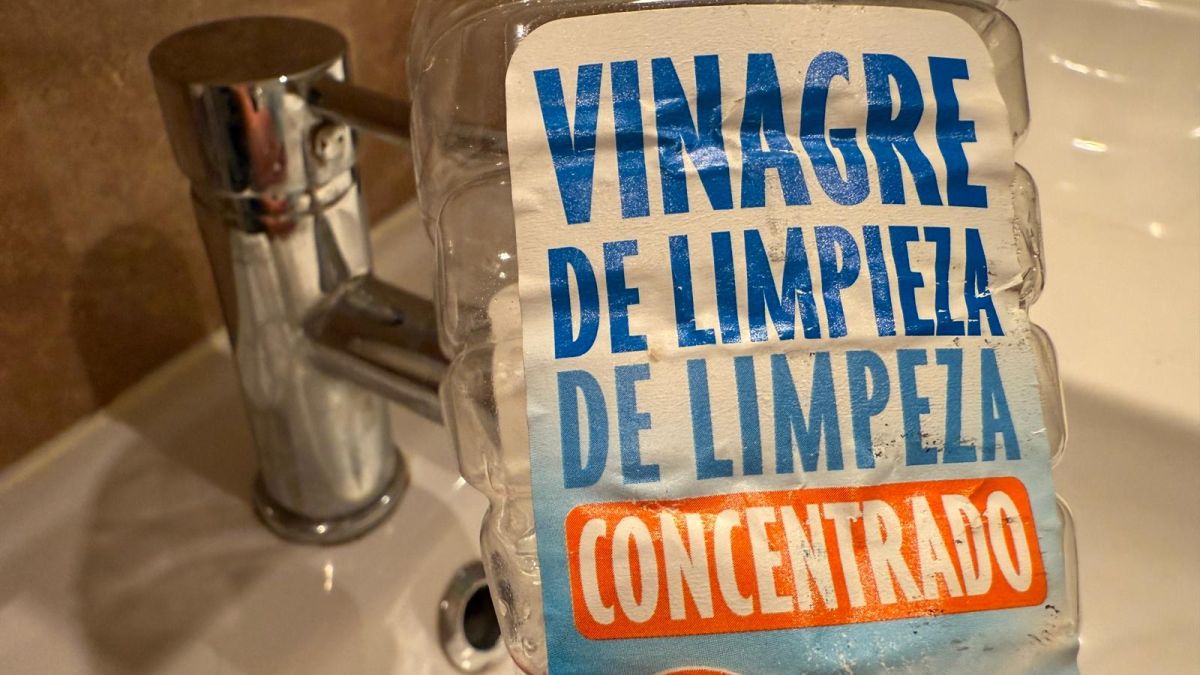 VINAGRE
DE LIMPIEZA
DE LIMPEZA
CONCENTRADO